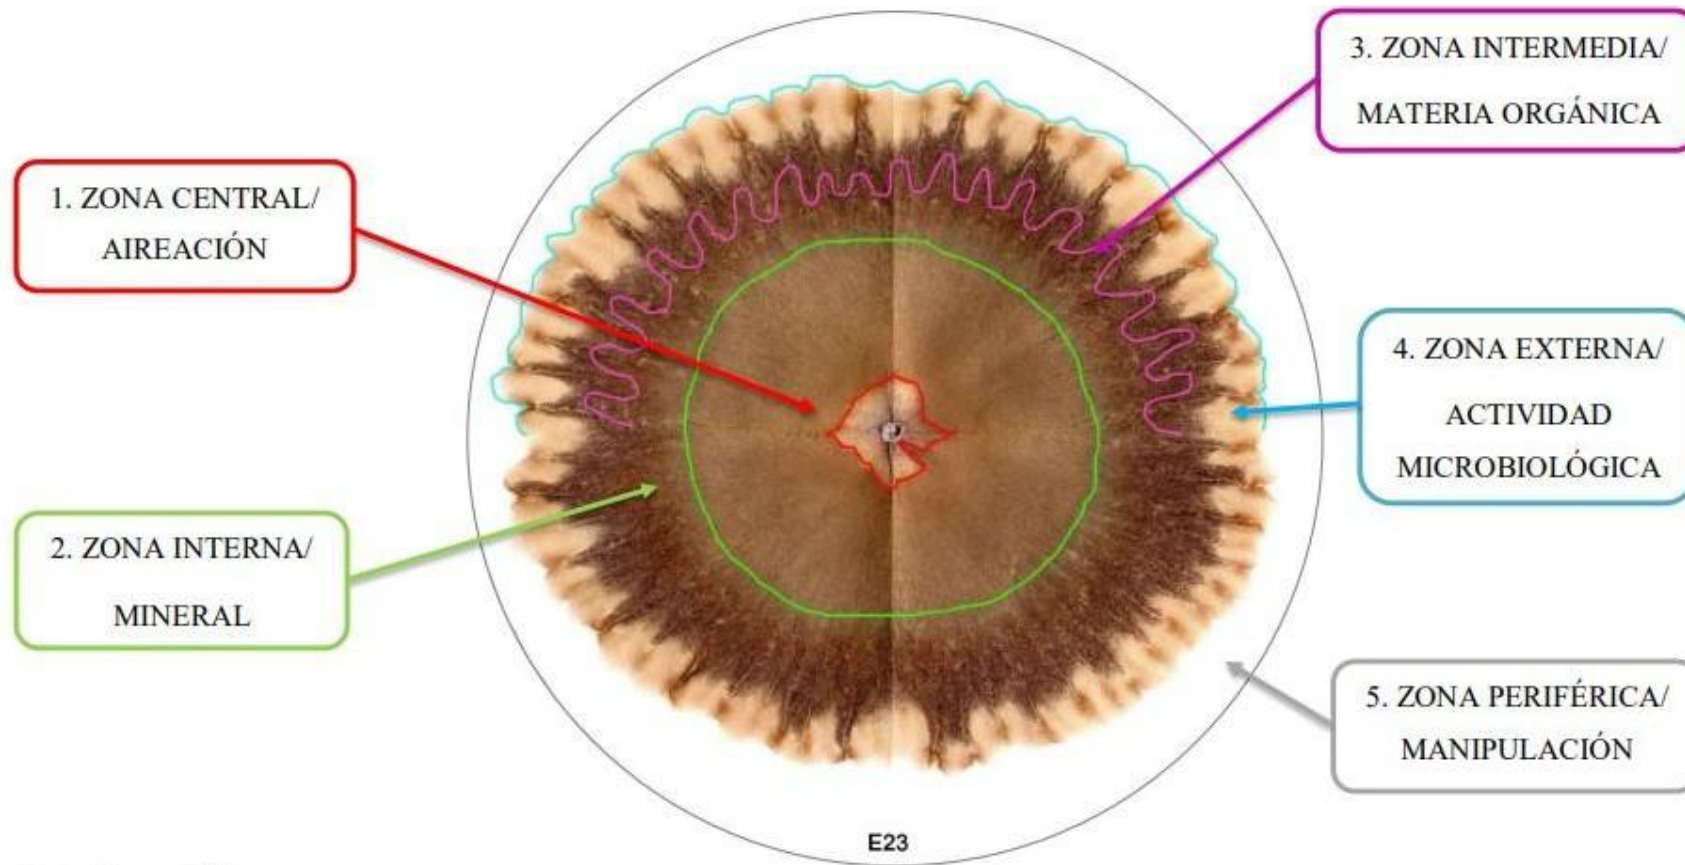 1. ZONA CENTRAL/
AIREACIÓN
2. ZONA INTERNA/
MINERAL
3. ZONA INTERMEDIA/
MATERIA ORGÁNICA
4. ZONA EXTERNA/
ACTIVIDAD
MICROBIOLÓGICA
5. ZONA PERIFÉRICA/
MANIPULACIÓN
E23